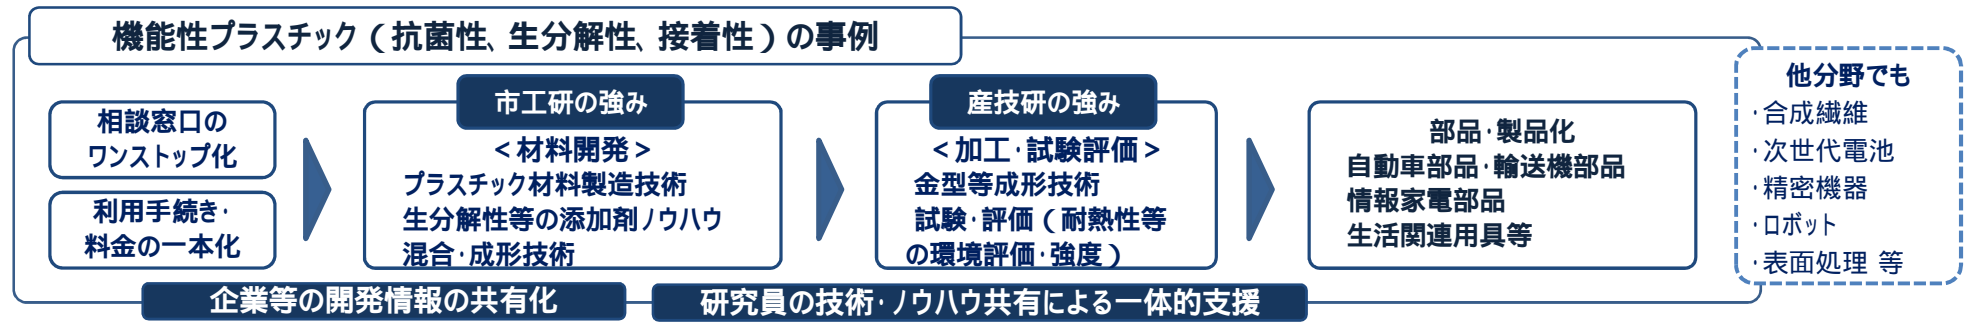 機能性プラスチック（抗菌性、生分解性、接着性）の事例
相談窓口の
ワンストップ化
利用手続き・
料金の一本化
市工研の強み
＜材料開発＞
プラスチック材料製造技術
生分解性等の添加剤ノウハウ
混合・成形技術
産技研の強み
＜加工・試験評価＞
金型等成形技術
試験・評価（耐熱性等
の環境評価・強度）
部品・製品化
自動車部品・輸送機部品
情報家電部品
生活関連用具等
他分野でも
・合成繊維
・次世代電池
・精密機器
・ロボット
・表面処理 等
企業等の開発情報の共有化
研究員の技術・ノウハウ共有による一体的支援